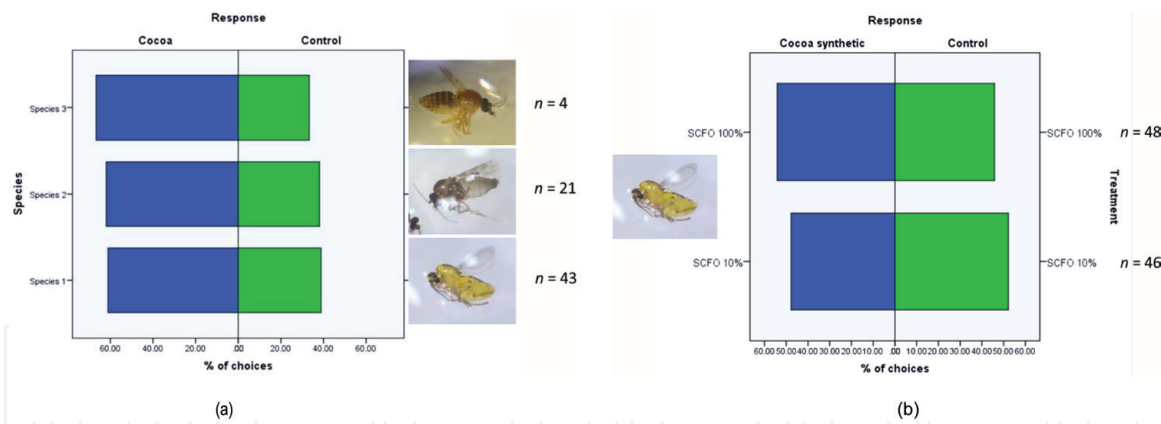 Response
Cocoa Control
Species 3
Species 2
Species 1
Species
60.00 40.00 20.00 .00 20.00 40.00 60.00
% of choices
n = 4
n = 21
n = 43
(a)
Response
Cocoa synthetic Control
SCFO 100% SCFO 100%
SCFO 10% SCFO 10%
Treatment
60.00 50.00 40.00 30.00 20.00 10.00 .00 10.00 20.00 30.00 40.00 50.00 60.00
% of choices
n = 48
n = 46
(b)